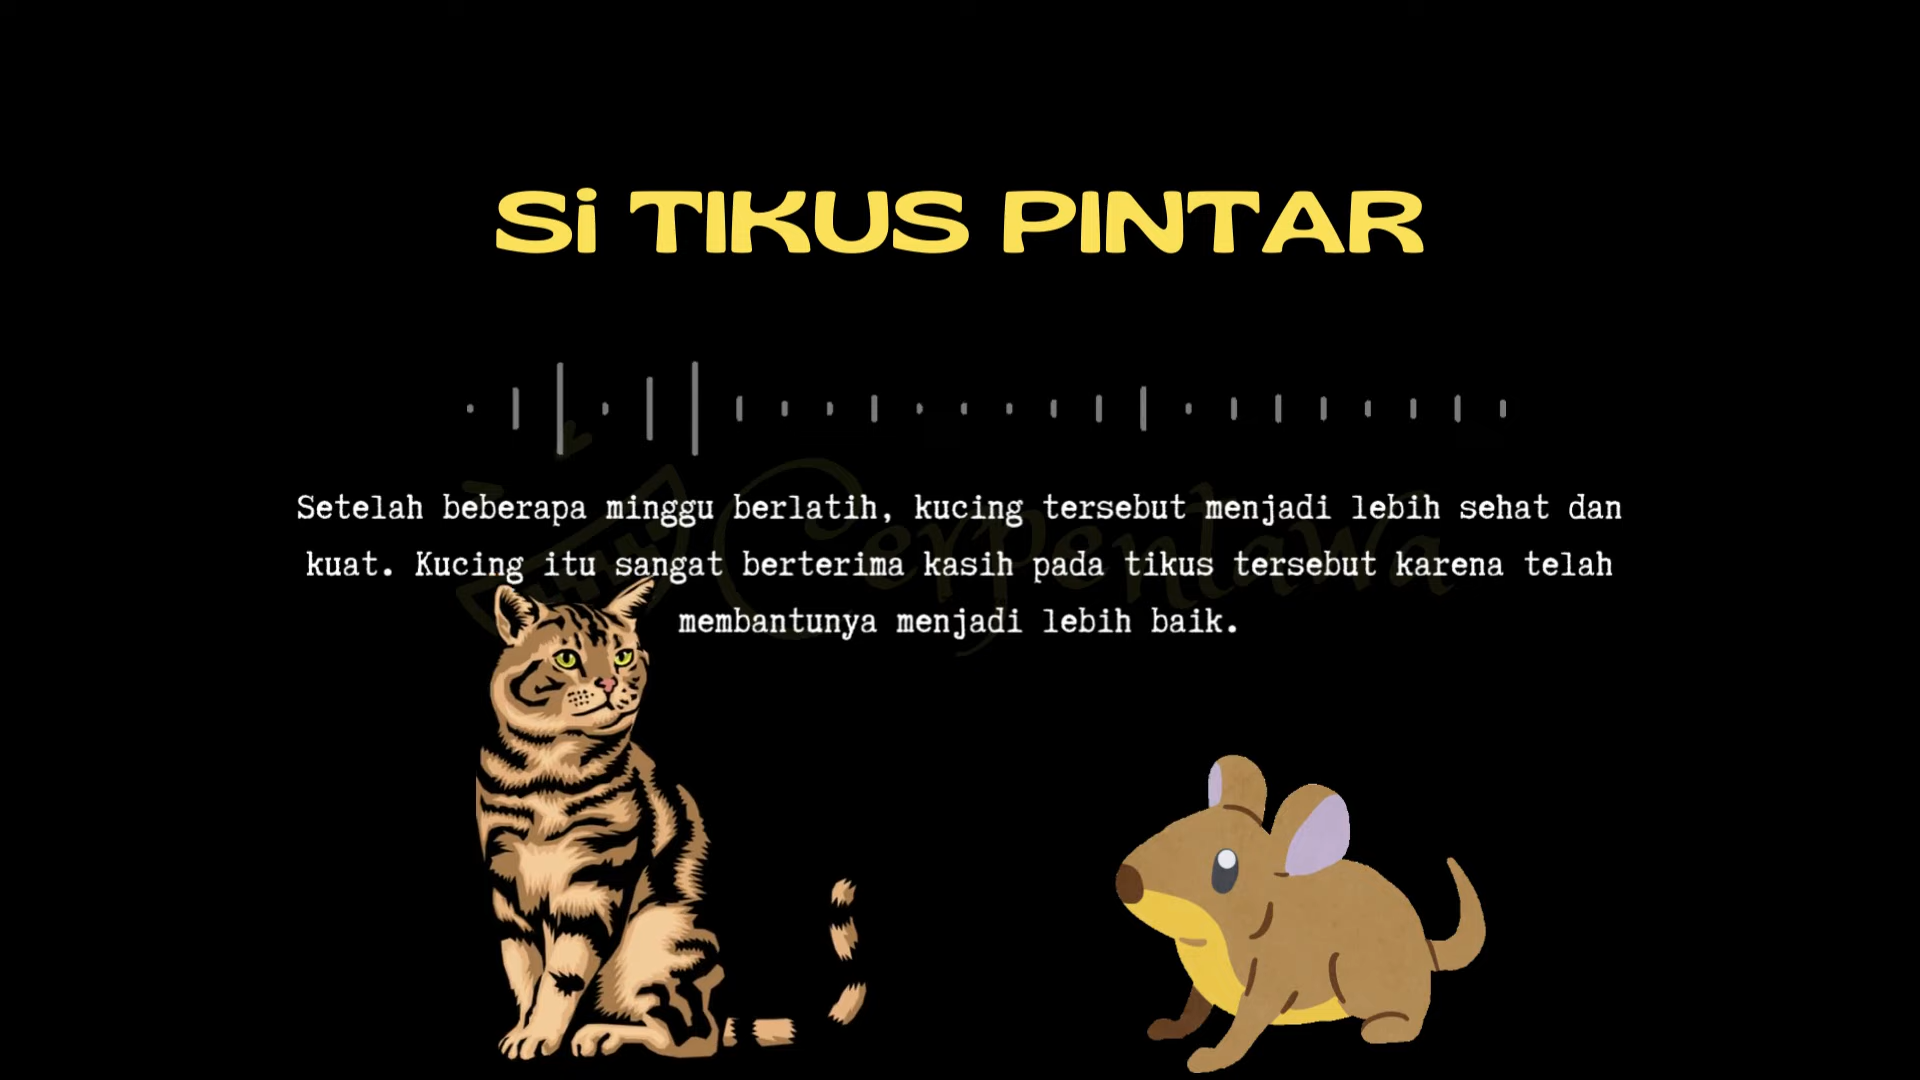 Si TIKUS PINTAR
Setelah beberapa minggu berlatih, kucing tersebut menjadi lebih sehat dan
kuat. Kucing itu sangat berterima kasih pada tikus tersebut karena telah
membantunya menjadi lebih baik.
Cerpentawa